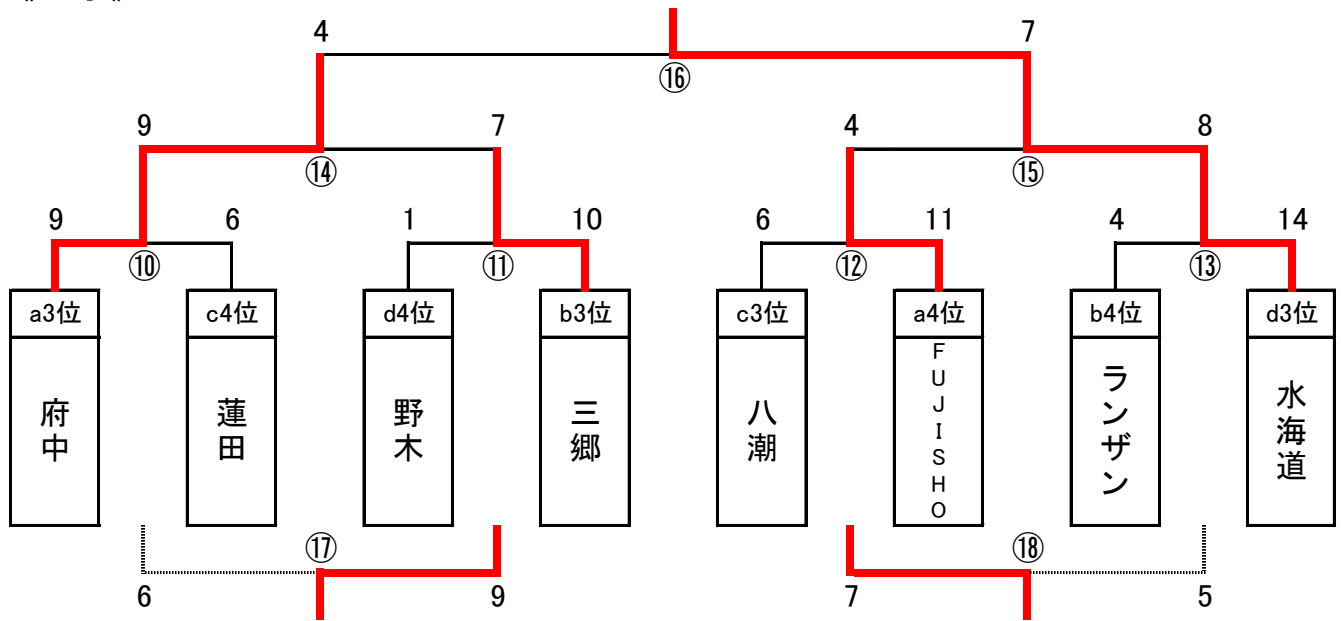 4 7
⑯
9 7 4 8
⑭ ⑮
9 6 1 10 6 11 4 14
⑩ ⑪ ⑫ ⑬
a3位 c4位 d4位 b3位 c3位 a4位 b4位 d3位
府中
蓮田
野木
三郷
八潮
FUJISHO
ランザン
水海道
⑰ ⑱
6 9 7 5